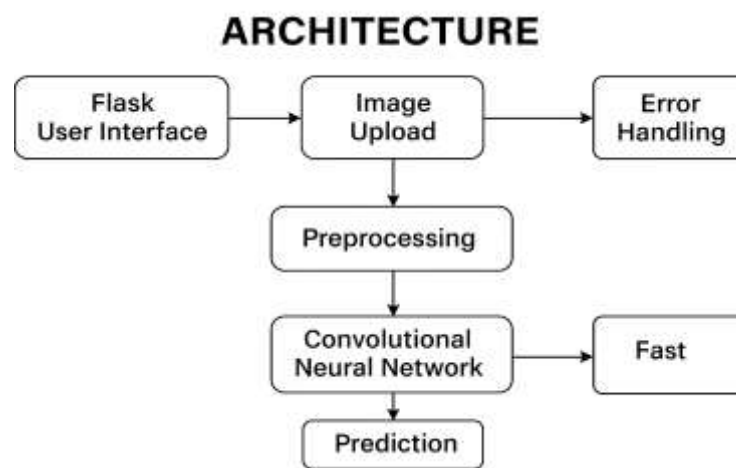 ARCHITECTURE
Flask
User Interface
Image
Upload
Error
Handling
Preprocessing
Convolutional
Neural Network
Fast
Prediction